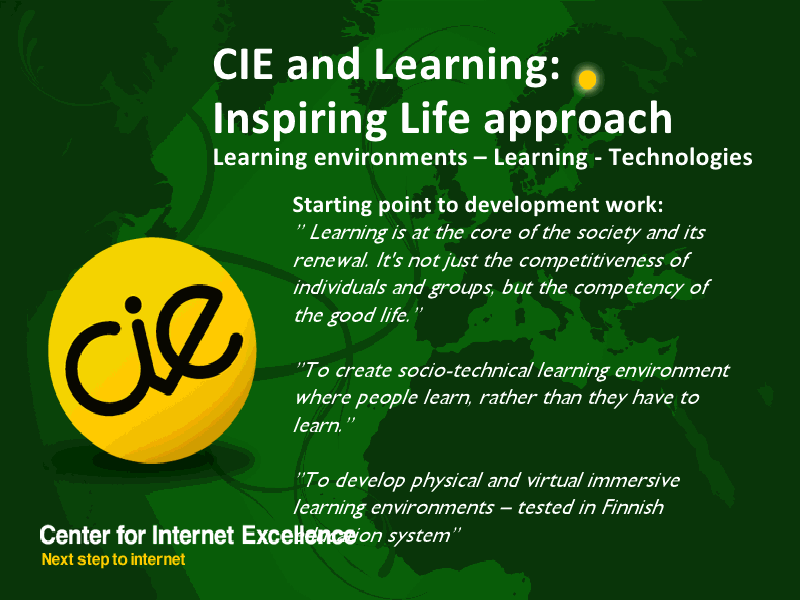 CIE and Learning:
Inspiring Life approach
Learning environments – Learning - Technologies
Starting point to development work:
” Learning is at the core of the society and its
renewal. It's not just the competitiveness of
individuals and groups, but the competency of
the good life.”
”To create socio-technical learning environment
where people learn, rather than they have to
learn.”
”To develop physical and virtual immersive
learning environments – tested in Finnish
education system”
cie
Center for Internet Excellence
Next step to internet